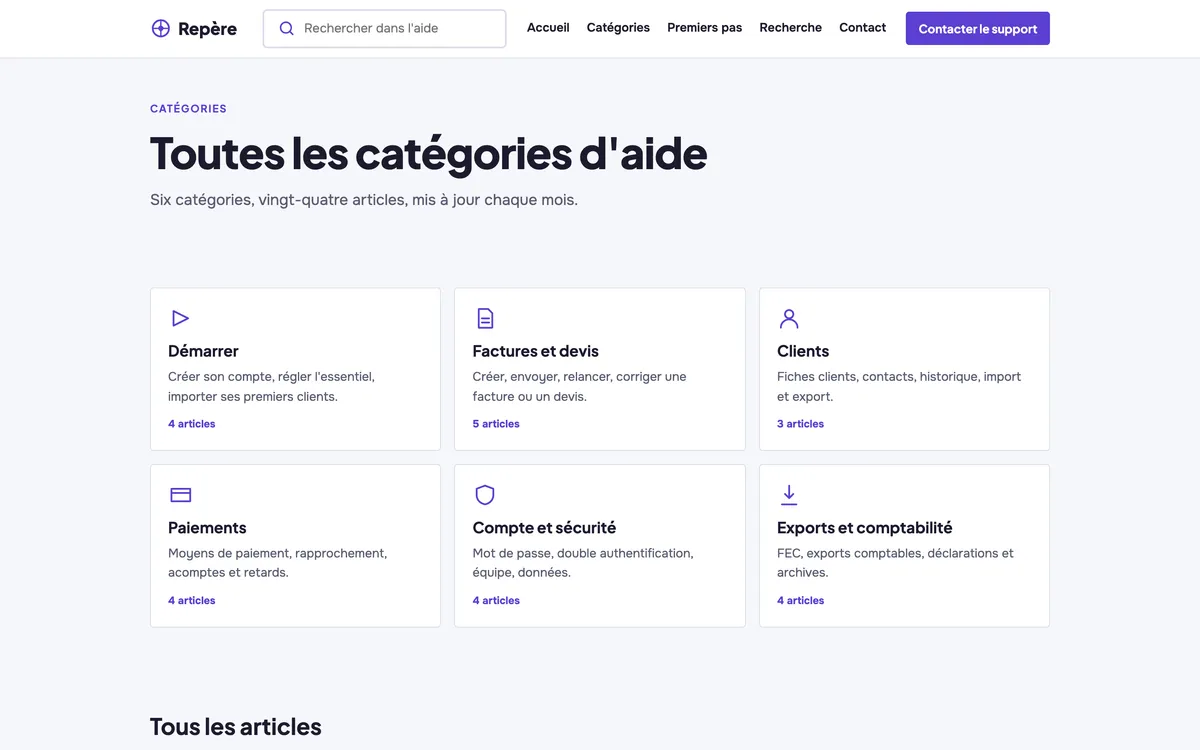 Repère
Rechercher dans l'aide
Accueil
Catégories
Premiers pas
Recherche
Contact
Contacter le support
CATÉGORIES
Toutes les catégories d'aide
Six catégories, vingt-quatre articles, mis à jour chaque mois.
Démarrer
Créer son compte, régler l'essentiel,
importer ses premiers clients.
4 articles
Factures et devis
Créer, envoyer, relancer, corriger une
facture ou un devis.
5 articles
Clients
Fiches clients, contacts, historique, import
et export.
3 articles
Paiements
Moyens de paiement, rapprochement,
acomptes et retards.
4 articles
Compte et sécurité
Mot de passe, double authentification,
équipe, données.
4 articles
Exports et comptabilité
FEC, exports comptables, déclarations et
archives.
4 articles
Tous les articles